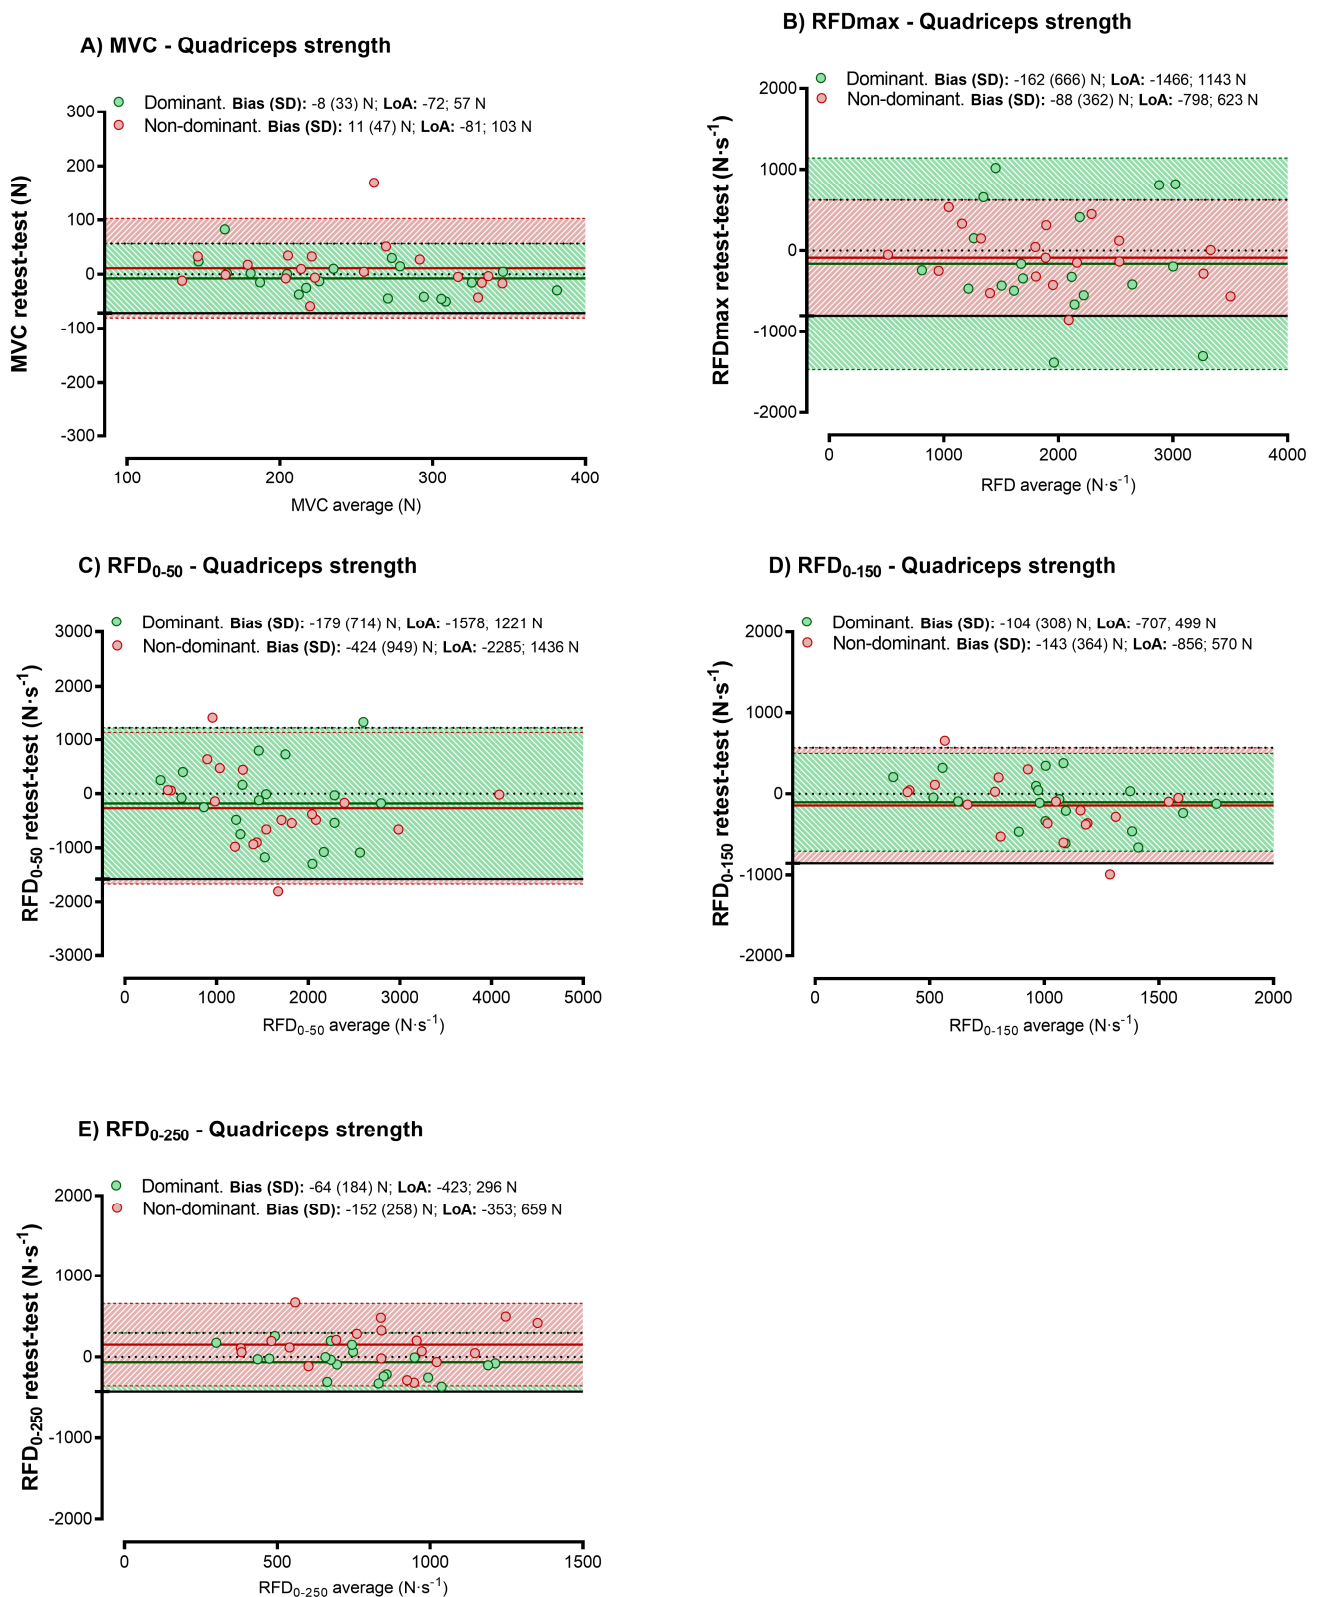 A) MVC - Quadriceps strength
Dominant. Bias (SD): -8 (33) N; LoA: -72; 57 N
Non-dominant. Bias (SD): 11 (47) N; LoA: -81; 103 N
MVC retest-test (N)
300
200
100
0
-100
-200
-300
100 200 300 400
MVC average (N)
B) RFDmax - Quadriceps strength
Dominant. Bias (SD): -162 (666) N; LoA: -1466; 1143 N
Non-dominant. Bias (SD): -88 (362) N; LoA: -798; 623 N
RFDmax retest-test (N·s-1)
2000
1000
0
-1000
-2000
0 1000 2000 3000 4000
RFD average (N·s-1)
C) RFD0-50 - Quadriceps strength
Dominant. Bias (SD): -179 (714) N, LoA: -1578, 1221 N
Non-dominant. Bias (SD): -424 (949) N; LoA: -2285; 1436 N
RFD0-50 retest-test (N·s-1)
3000
2000
1000
0
-1000
-2000
-3000
0 1000 2000 3000 4000 5000
RFD0-50 average (N·s-1)
D) RFD0-150 - Quadriceps strength
Dominant. Bias (SD): -104 (308) N, LoA: -707, 499 N
Non-dominant. Bias (SD): -143 (364) N; LoA: -856; 570 N
RFD0-150 retest-test (N·s-1)
2000
1000
0
-1000
-2000
0 500 1000 1500 2000
RFD0-150 average (N·s-1)
E) RFD0-250 - Quadriceps strength
Dominant. Bias (SD): -64 (184) N; LoA: -423; 296 N
Non-dominant. Bias (SD): -152 (258) N; LoA: -353; 659 N
RFD0-250 retest-test (N·s-1)
2000
1000
0
-1000
-2000
0 500 1000 1500
RFD0-250 average (N·s-1)